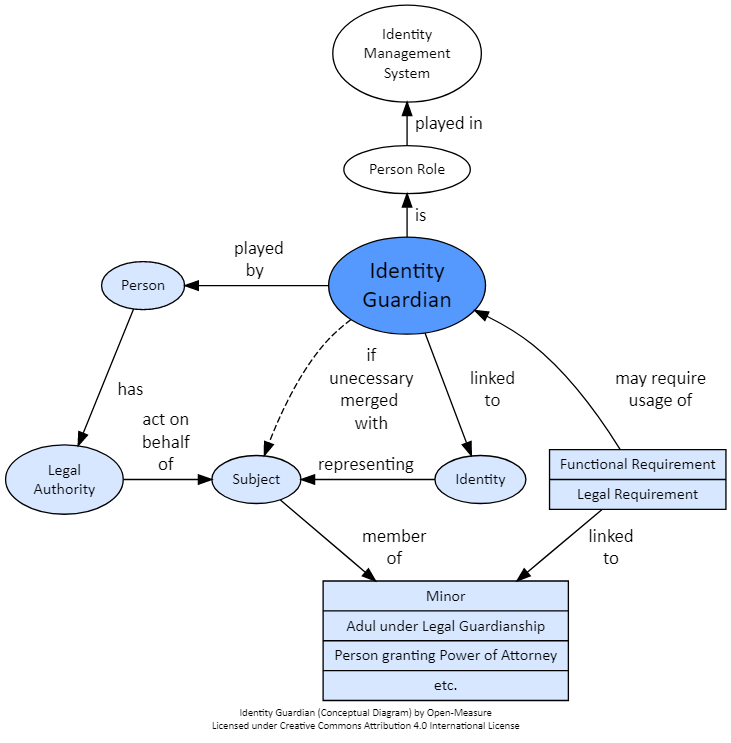 Identity
Management
System
played in
Person Role
is
Identity
Guardian
played
by
Person
if
unecessary
merged
with
linked
to
may require
usage of
has
act on
behalf
of
Legal
Authority
Subject
representing
Identity
Functional Requirement
Legal Requirement
member
of
linked
to
Minor
Adul under Legal Guardianship
Person granting Power of Attorney
etc.
Identity Guardian (Conceptual Diagram) by Open-Measure
Licensed under Creative Commons Attribution 4.0 International License